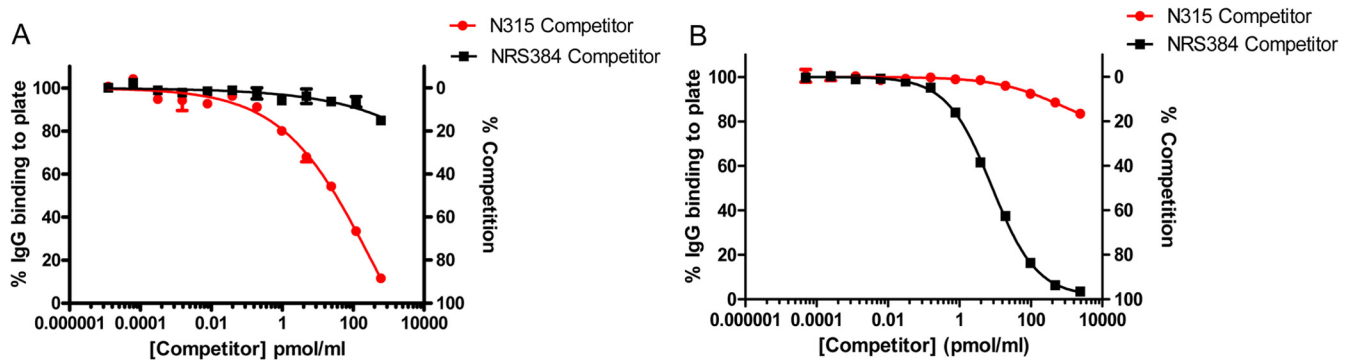 A
N315 Competitor
NRS384 Competitor
% IgG binding to plate
100
80
60
40
20
0
0
20
40
60
80
100
% Competition
0.000001 0.0001 0.01 1 100 10000
[Competitor] pmol/ml
B
N315 Competitor
NRS384 Competitor
% IgG binding to plate
100
80
60
40
20
0
0
20
40
60
80
100
% Competition
0.000001 0.0001 0.01 1 100 10000
[Competitor] (pmol/ml)